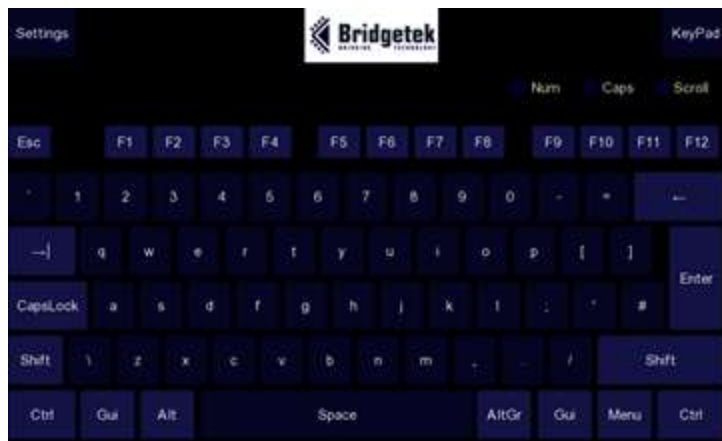 Settings Bridgetek KeyPad
BRIDGING TECHNOLOGY
Num Caps Scroll
Esc F1 F2 F3 F4 F5 F6 F7 F8 F9 F10 F11 F12
` 1 2 3 4 5 6 7 8 9 0 - = ←
→| q w e r t y u i o p [ ] Enter
CapsLock a s d f g h j k l ; ' #
Shift \ z x c v b n m , . / Shift
Ctrl Gui Alt Space AltGr Gui Menu Ctrl